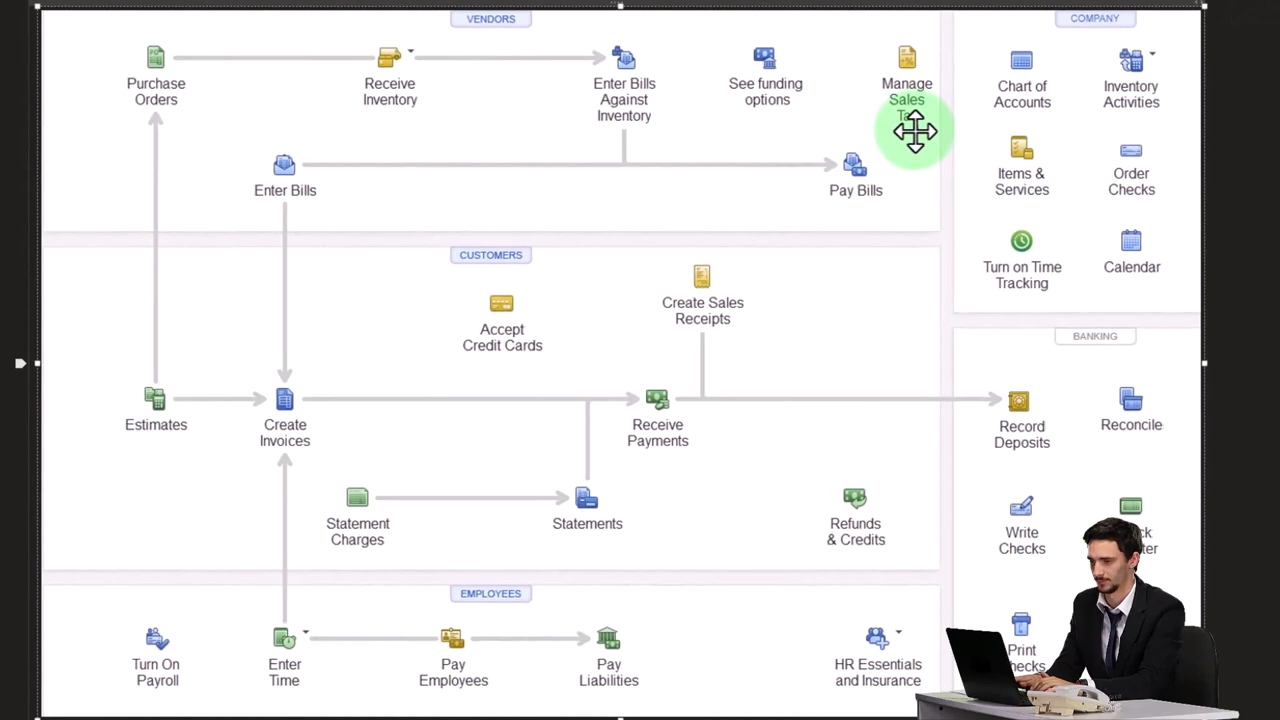 VENDORS
Purchase
Orders
Receive
Inventory
Enter Bills
Against
Inventory
See funding
options
Manage
Sales
Enter Bills
Pay Bills
COMPANY
Chart of
Accounts
Inventory
Activities
Items &
Services
Order
Checks
Turn on Time
Tracking
Calendar
CUSTOMERS
Create Sales
Receipts
Accept
Credit Cards
Estimates
Create
Invoices
Receive
Payments
Statement
Charges
Statements
Refunds
& Credits
BANKING
Record
Deposits
Reconcile
Write
Checks
Print
EMPLOYEES
Turn On
Payroll
Enter
Time
Pay
Employees
Pay
Liabilities
HR Essentials
and Insurance